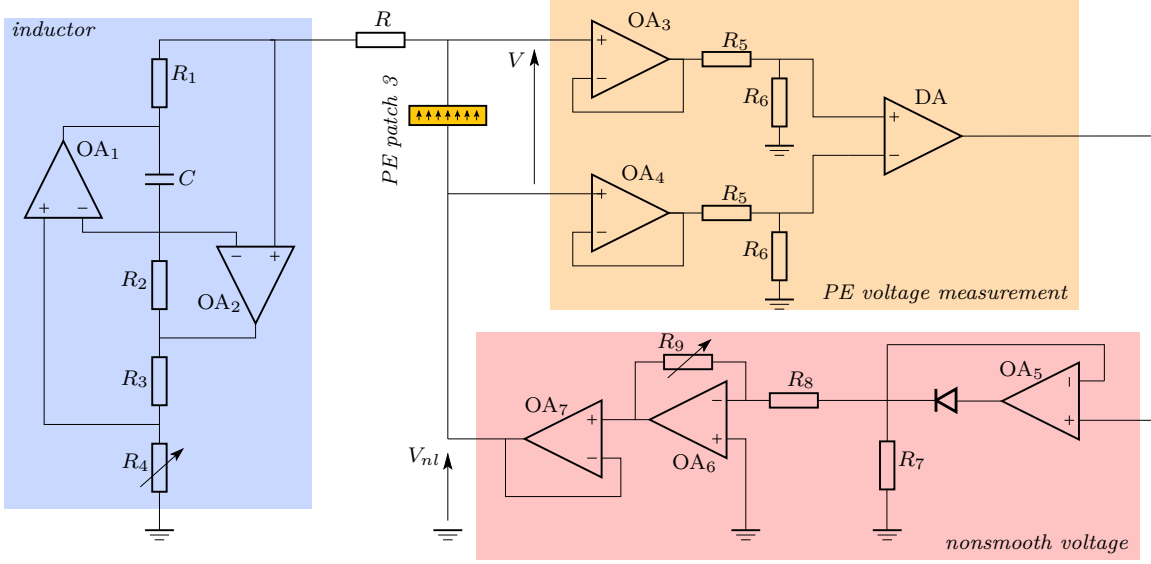 inductor
R
R₁
OA₁
C
R₂
OA₂
R₃
R₄
PE patch 3
V
OA₃
+
−
R₅
R₆
OA₄
+
−
R₅
R₆
DA
+
−
PE voltage measurement
+
−
−
+
R₉
R₈
OA₅
−
+
OA₇
+
−
−
+
OA₆
R₇
Vₙₗ
nonsmooth voltage